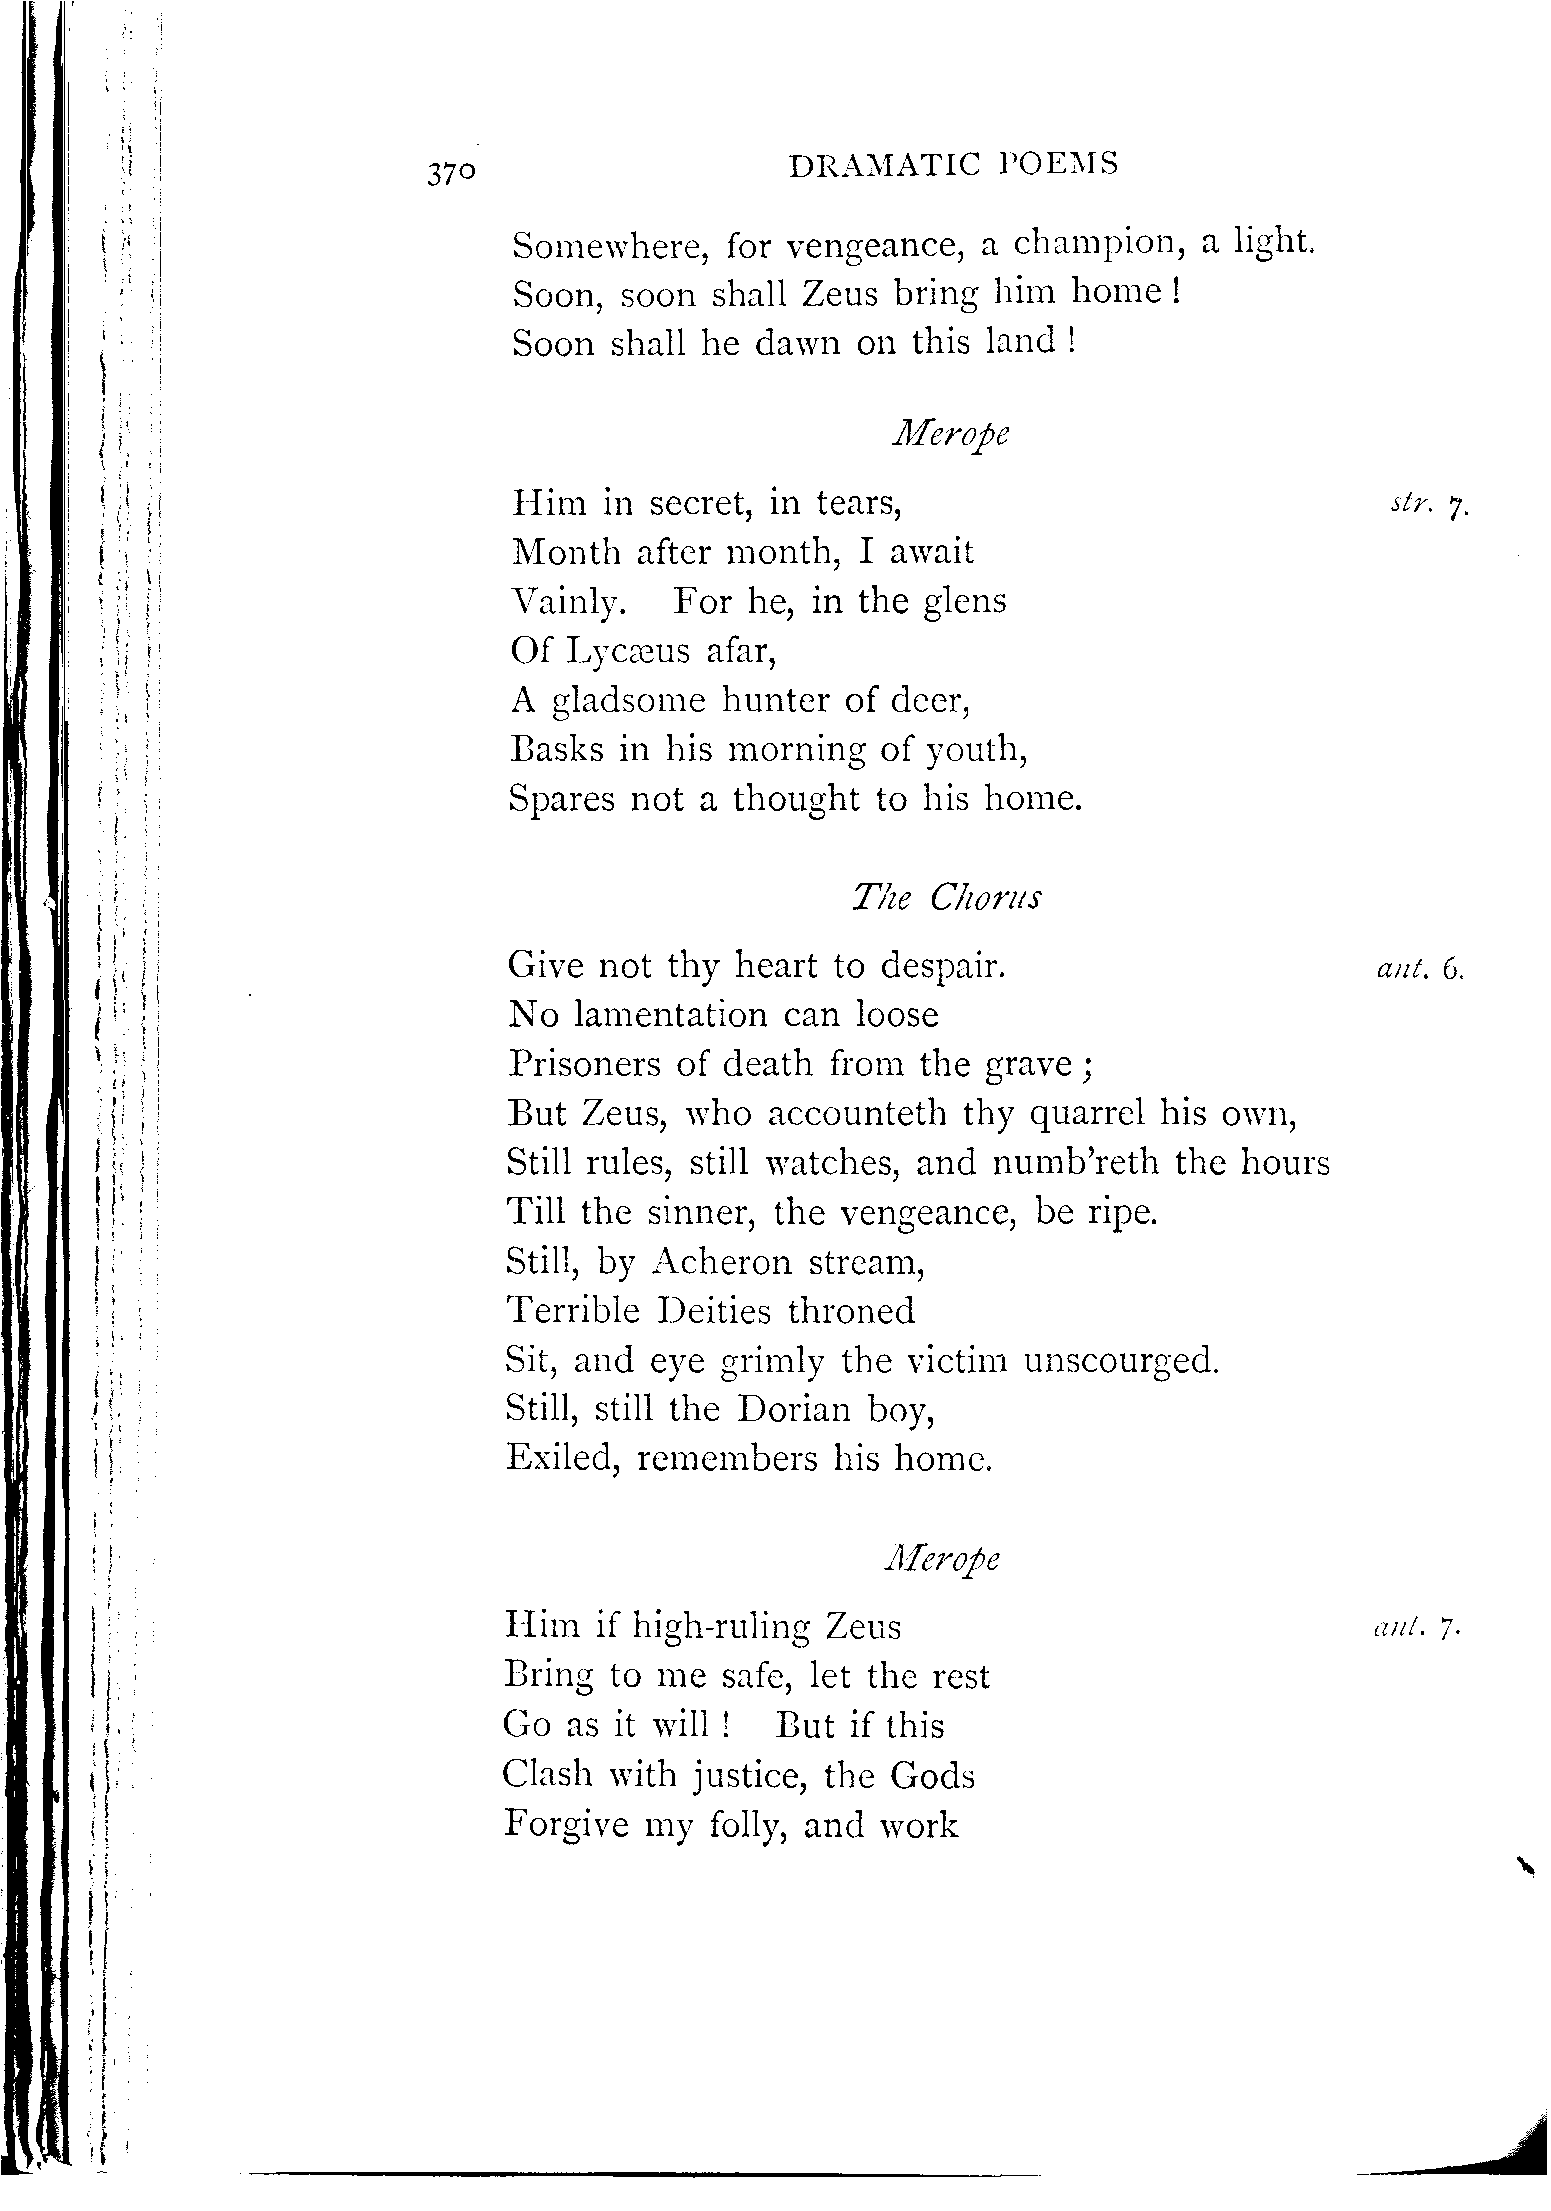 370 DRAMATIC POEMS
Somewhere, for vengeance, a champion, a light.
Soon, soon shall Zeus bring him home !
Soon shall he dawn on this land !
Merope
Him in secret, in tears, str. 7.
Month after month, I await
Vainly. For he, in the glens
Of Lycæus afar,
A gladsome hunter of deer,
Basks in his morning of youth,
Spares not a thought to his home.
The Chorus
Give not thy heart to despair. ant. 6.
No lamentation can loose
Prisoners of death from the grave ;
But Zeus, who accounteth thy quarrel his own,
Still rules, still watches, and numb'reth the hours
Till the sinner, the vengeance, be ripe.
Still, by Acheron stream,
Terrible Deities throned
Sit, and eye grimly the victim unscourged.
Still, still the Dorian boy,
Exiled, remembers his home.
Merope
Him if high-ruling Zeus ant. 7.
Bring to me safe, let the rest
Go as it will ! But if this
Clash with justice, the Gods
Forgive my folly, and work